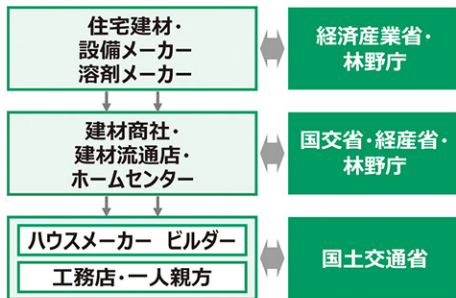 住宅建材・
設備メーカー
溶剤メーカー
経済産業省・
林野庁
建材商社・
建材流通店・
ホームセンター
国交省・経産省・
林野庁
ハウスメーカー ビルダー
工務店・一人親方
国土交通省